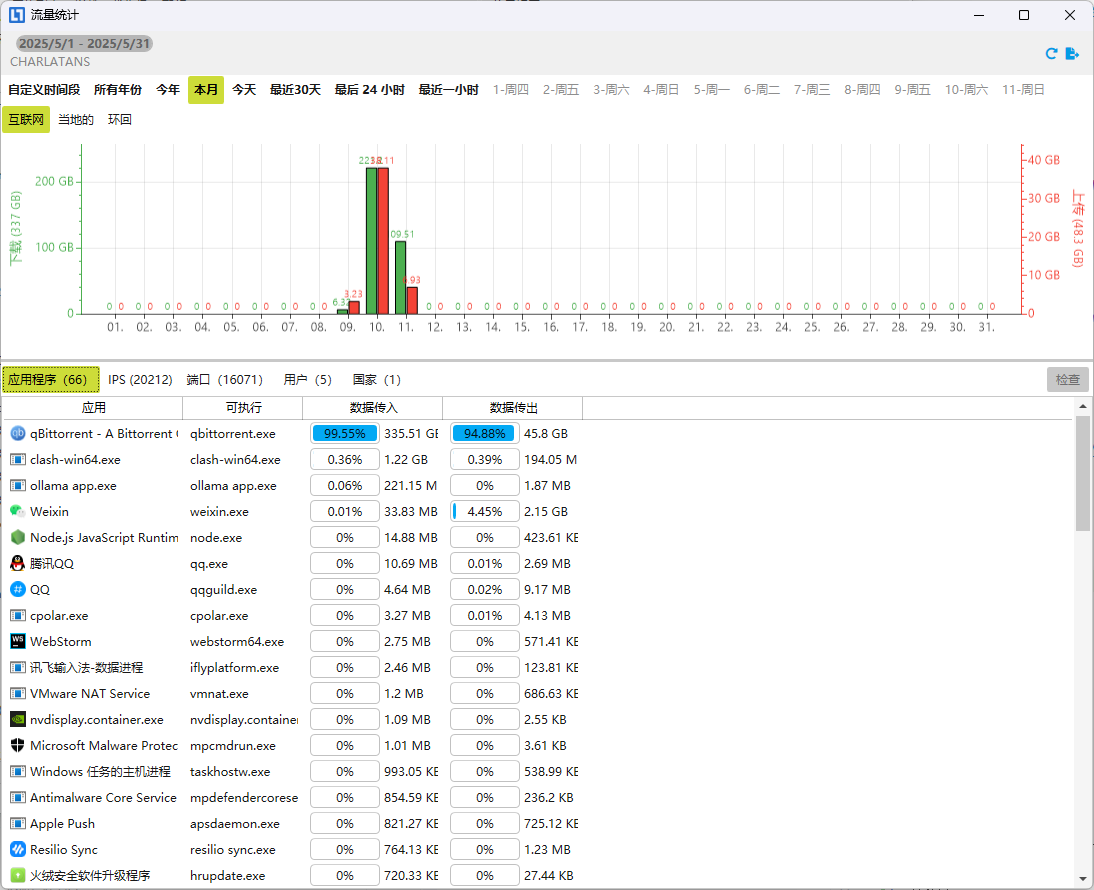 流量统计
2025/5/1 - 2025/5/31
CHARLATANS
自定义时间段 所有年份 今年 本月 今天 最近30天 最后 24 小时 最近一小时 1-周四 2-周五 3-周六 4-周日 5-周一 6-周二 7-周三 8-周四 9-周五 10-周六 11-周日
互联网 当地的 环回
下载 (337 GB)
200 GB
100 GB
0
0 0 0 0 0 0 0 0 0 0 0 0 0 0 0 0 3.23 09.51 0 0 0 0 0 0 0 0 0 0 0 0 0 0 0 0 0 0 0 0 0 0 0 0 0 0 0 0 0 0 0 0 0 0 0 0 0 0 0 0
01. 02. 03. 04. 05. 06. 07. 08. 09. 10. 11. 12. 13. 14. 15. 16. 17. 18. 19. 20. 21. 22. 23. 24. 25. 26. 27. 28. 29. 30. 31.
40 GB
30 GB
20 GB
10 GB
0
上传 (48.3 GB)
应用程序（66） IPS (20212) 端口（16071） 用户（5） 国家（1） 检查
应用 可执行 数据传入 数据传出
qBittorrent - A Bittorrent qbittorrent.exe 99.55% 335.51 GB 94.88% 45.8 GB
clash-win64.exe clash-win64.exe 0.36% 1.22 GB 0.39% 194.05 M
ollama app.exe ollama app.exe 0.06% 221.15 M 0% 1.87 MB
Weixin weixin.exe 0.01% 33.83 MB 4.45% 2.15 GB
Node.js JavaScript Runtim node.exe 0% 14.88 MB 0% 423.61 KB
腾讯QQ qq.exe 0% 10.69 MB 0.01% 2.69 MB
QQ qqguild.exe 0% 4.64 MB 0.02% 9.17 MB
cpolar.exe cpolar.exe 0% 3.27 MB 0.01% 4.13 MB
WS WebStorm webstorm64.exe 0% 2.75 MB 0% 571.41 KB
讯飞输入法-数据进程 iflyplatform.exe 0% 2.46 MB 0% 123.81 KB
VMware NAT Service vmnat.exe 0% 1.2 MB 0% 686.63 KB
nvdisplay.container.exe nvdisplay.container 0% 1.09 MB 0% 2.55 KB
Microsoft Malware Protec mpcmdrun.exe 0% 1.01 MB 0% 3.61 KB
Windows 任务的主机进程 taskhostw.exe 0% 993.05 KB 0% 538.99 KB
Antimalware Core Service mpdefendercorese 0% 854.59 KB 0% 236.2 KB
Apple Push apsdaemon.exe 0% 821.27 KB 0% 725.12 KB
Resilio Sync resilio sync.exe 0% 764.13 KB 0% 1.23 MB
火绒安全软件升级程序 hrupdate.exe 0% 720.33 KB 0% 27.44 KB